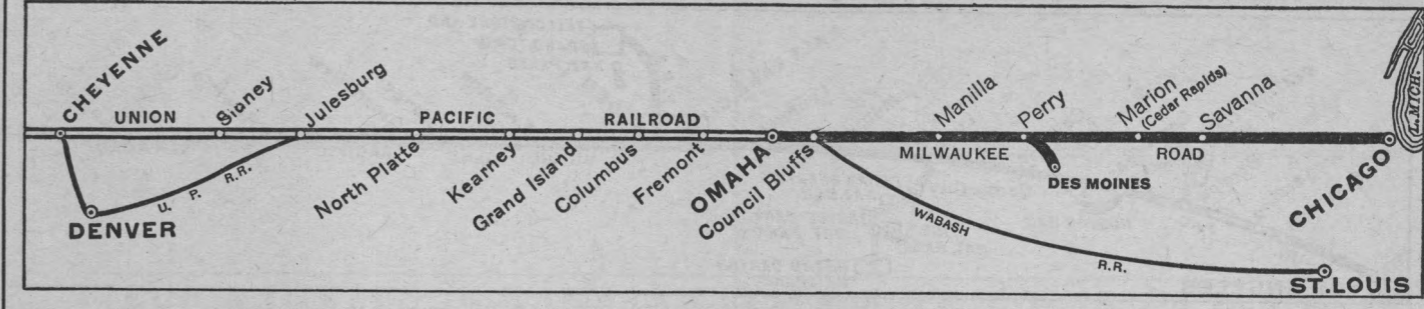 CHEYENNE
UNION
Sidney
Julesburg
PACIFIC
RAILROAD
Manilla
Perry
Marion
(Cedar Rapids)
Savanna
L. MICH.
U. P. R.R.
DENVER
North Platte
Kearney
Grand Island
Columbus
Fremont
OMAHA
Council Bluffs
MILWAUKEE
ROAD
DES MOINES
CHICAGO
WABASH
R.R.
ST. LOUIS